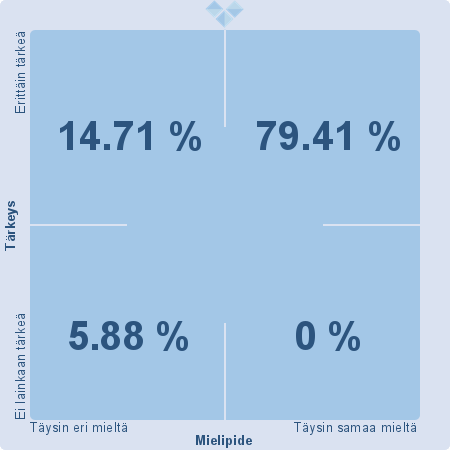 Erittäin tärkeä
14.71 % 79.41 %
Tärkeys
5.88 % 0 %
Ei lainkaan tärkeä
Täysin eri mieltä Täysin samaa mieltä
Mielipide